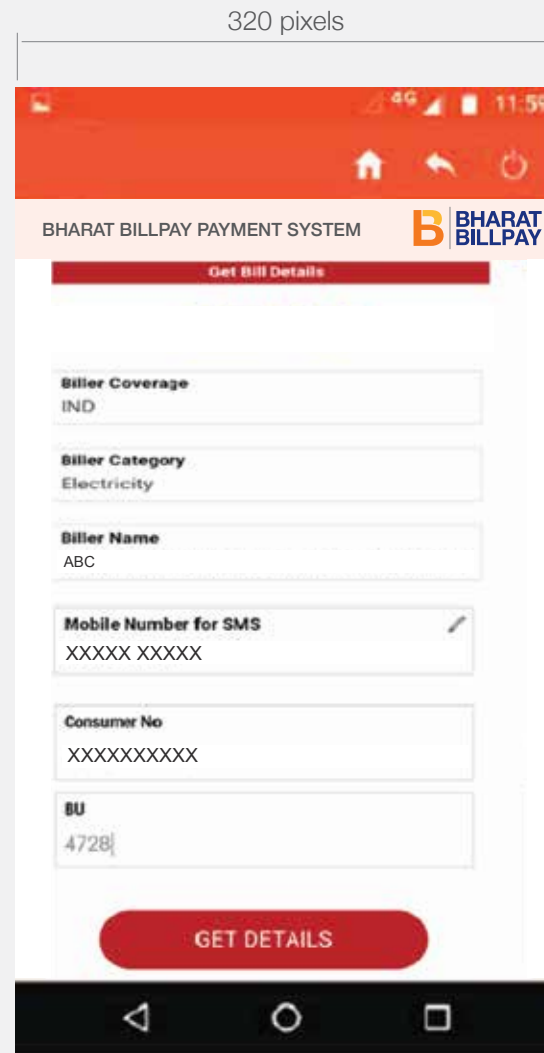 320 pixels
4G 11:59
BHARAT BILLPAY PAYMENT SYSTEM
B BHARAT
BILLPAY
Get Bill Details
Biller Coverage
IND
Biller Category
Electricity
Biller Name
ABC
Mobile Number for SMS
XXXXX XXXXX
Consumer No
XXXXXXXXXX
BU
4728
GET DETAILS